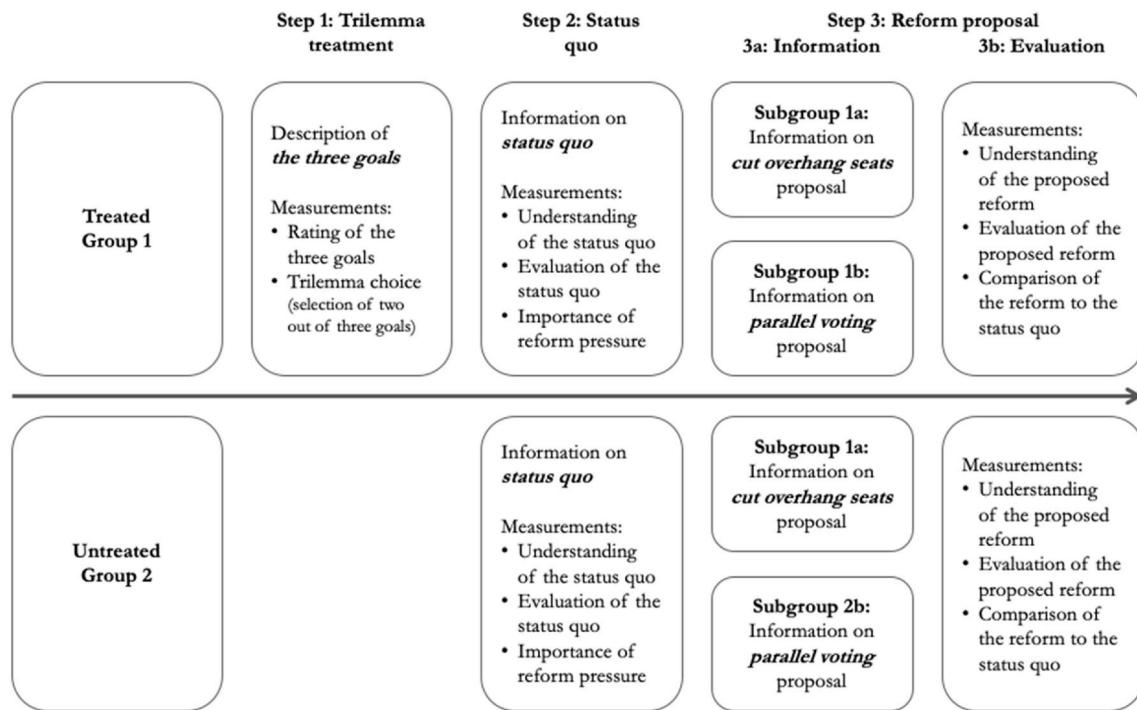 Step 1: Trilemma
treatment
Step 2: Status
quo
Step 3: Reform proposal
3a: Information
3b: Evaluation
Treated
Group 1
Description of
the three goals
Measurements:
• Rating of the
three goals
• Trilemma choice
(selection of two
out of three goals)
Information on
status quo
Measurements:
• Understanding
of the status quo
• Evaluation of the
status quo
• Importance of
reform pressure
Subgroup 1a:
Information on
cut overhang seats
proposal
Subgroup 1b:
Information on
parallel voting
proposal
Measurements:
• Understanding
of the proposed
reform
• Evaluation of the
proposed reform
• Comparison of
the reform to the
status quo
Untreated
Group 2
Information on
status quo
Measurements:
• Understanding
of the status quo
• Evaluation of the
status quo
• Importance of
reform pressure
Subgroup 1a:
Information on
cut overhang seats
proposal
Subgroup 2b:
Information on
parallel voting
proposal
Measurements:
• Understanding
of the proposed
reform
• Evaluation of the
proposed reform
• Comparison of
the reform to the
status quo